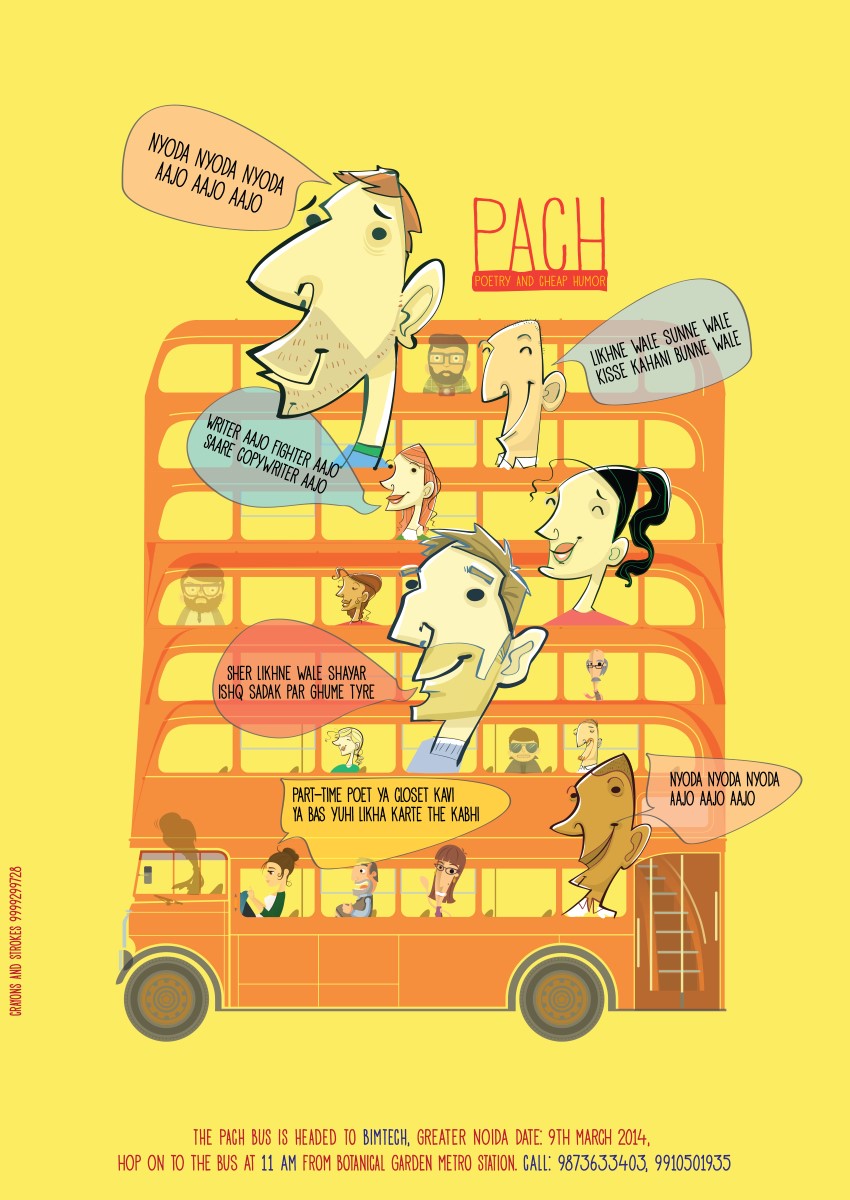 NYODA NYODA NYODA
AAJO AAJO AAJO
PACH
POETRY AND CHEAP HUMOR
LIKHNE WALE SUNNE WALE
KISSE KAHANI BUNNE WALE
WRITER AAJO FIGHTER AAJO
SAARE COPYWRITER AAJO
SHER LIKHNE WALE SHAYAR
ISHQ SADAK PAR GHUME TYRE
NYODA NYODA NYODA
AAJO AAJO AAJO
PART-TIME POET YA CLOSET KAVI
YA BAS YUHI LIKHA KARTE THE KABHI
CRAYONS AND STROKES 9999299728
THE PACH BUS IS HEADED TO BIMTECH, GREATER NOIDA DATE: 9TH MARCH 2014,
HOP ON TO THE BUS AT 11 AM FROM BOTANICAL GARDEN METRO STATION. CALL: 9873633403, 9910501935